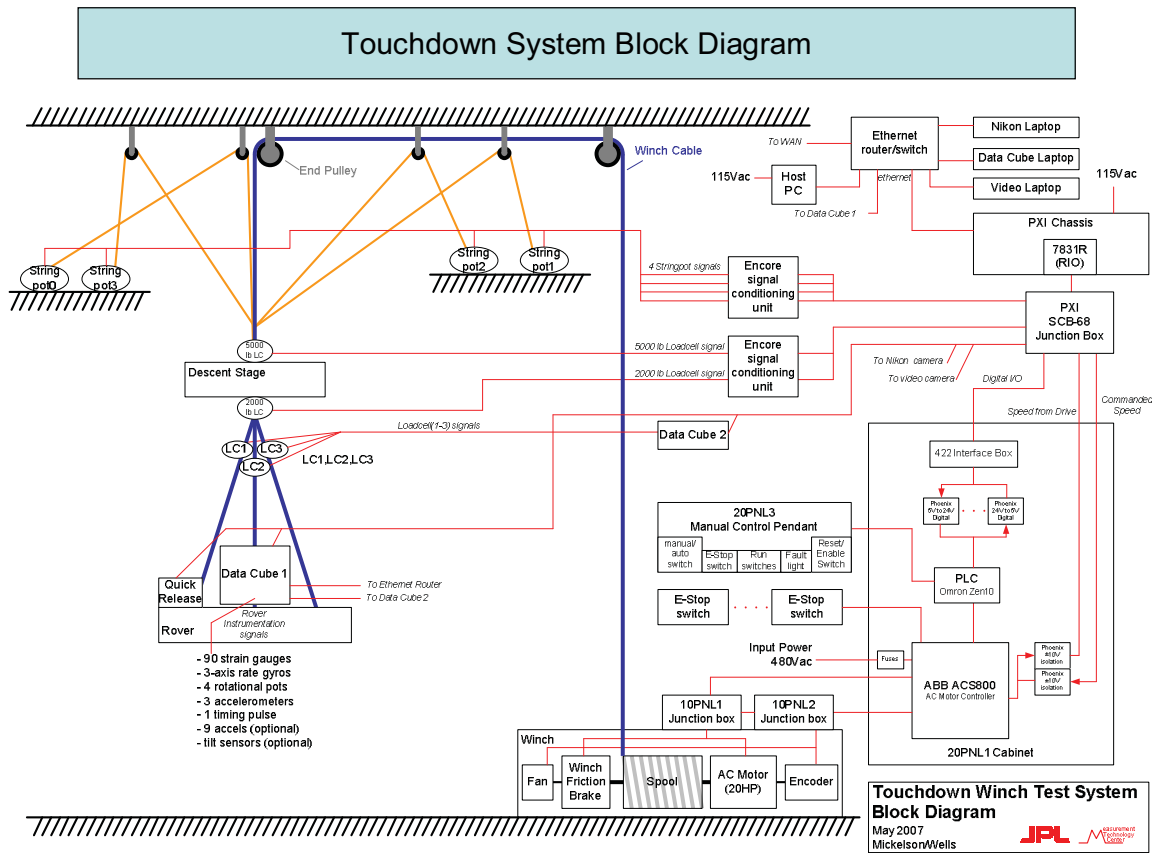 Touchdown System Block Diagram
End Pulley
Winch Cable
To WAN
Ethernet
router/switch
Nikon Laptop
Data Cube Laptop
Video Laptop
115Vac
Host
PC
ethernet
To Data Cube 1
115Vac
PXI Chassis
7831R
(RIO)
String
pot0
String
pot3
String
pot2
String
pot1
4 Stringpot signals
Encore
signal
conditioning
unit
PXI
SCB-68
Junction Box
5000
lb LC
5000 lb Loadcell signal
Encore
signal
conditioning
unit
Descent Stage
2000 lb Loadcell signal
2000
lb LC
To Nikon camera
To video camera
Digital I/O
Speed from Drive
Commanded
Speed
Loadcell(1-3) signals
Data Cube 2
LC1
LC3
LC2
LC1,LC2,LC3
422 Interface Box
Phoenix
5V to24V
Digital
Phoenix
24V to5V
Digital
20PNL3
Manual Control Pendant
manual/
auto
switch
E-Stop
switch
Run
switches
Fault
light
Reset/
Enable
Switch
PLC
Omron Zen10
Data Cube 1
Quick
Release
To Ethernet Router
To Data Cube 2
E-Stop
switch
E-Stop
switch
Rover
Rover
Instrumentation
signals
Input Power
480Vac
Fuses
Phoenix
±10V
isolation
Phoenix
±10V
isolation
ABB ACS800
AC Motor Controller
- 90 strain gauges
- 3-axis rate gyros
- 4 rotational pots
- 3 accelerometers
- 1 timing pulse
- 9 accels (optional)
- tilt sensors (optional)
10PNL1
Junction box
10PNL2
Junction box
20PNL1 Cabinet
Winch
Fan
Winch
Friction
Brake
Spool
AC Motor
(20HP)
Encoder
Touchdown Winch Test System
Block Diagram
May 2007
Mickelson/Wells
JPL
Measurement
Technology
Center